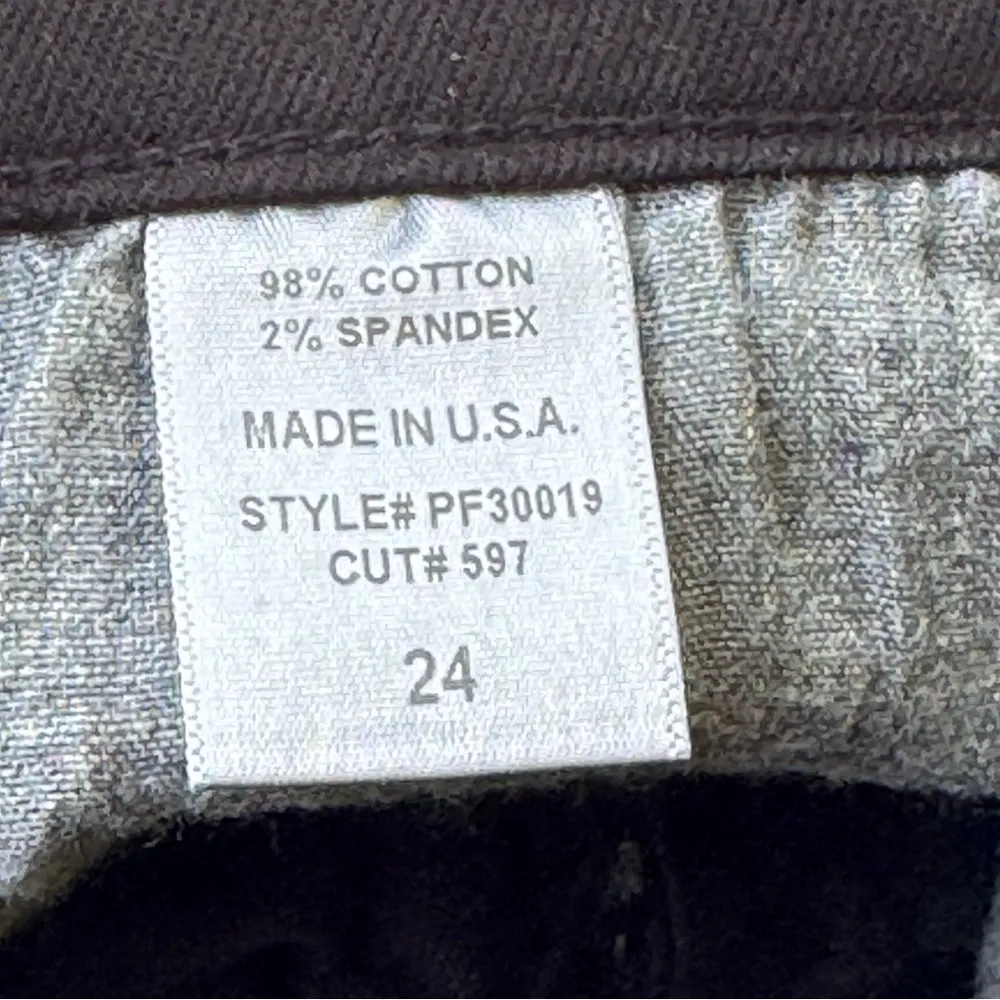 98% COTTON
2% SPANDEX
MADE IN U.S.A.
STYLE# PF30019
CUT# 597
24